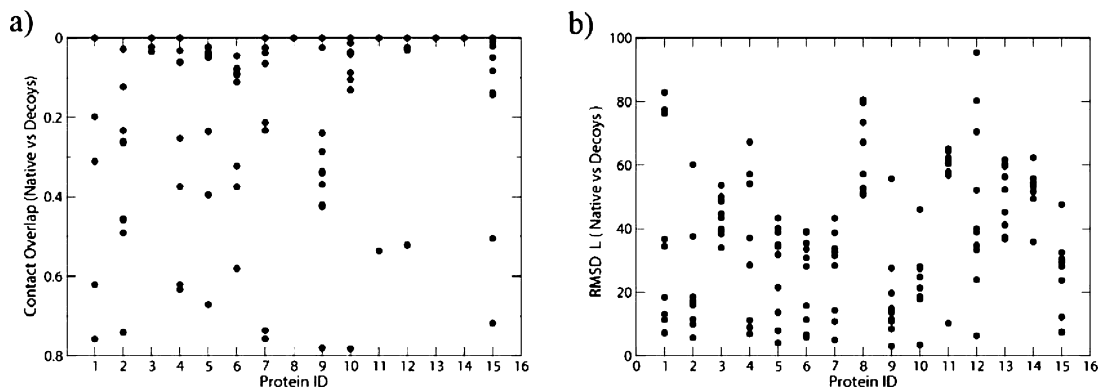 a)
Contact Overlap (Native vs Decoys)
0
0.2
0.4
0.6
0.8
1 2 3 4 5 6 7 8 9 10 11 12 13 14 15 16
Protein ID
b)
RMSD L ( Native vs Decoys )
100
80
60
40
20
0
0 1 2 3 4 5 6 7 8 9 10 11 12 13 14 15 16
Protein ID